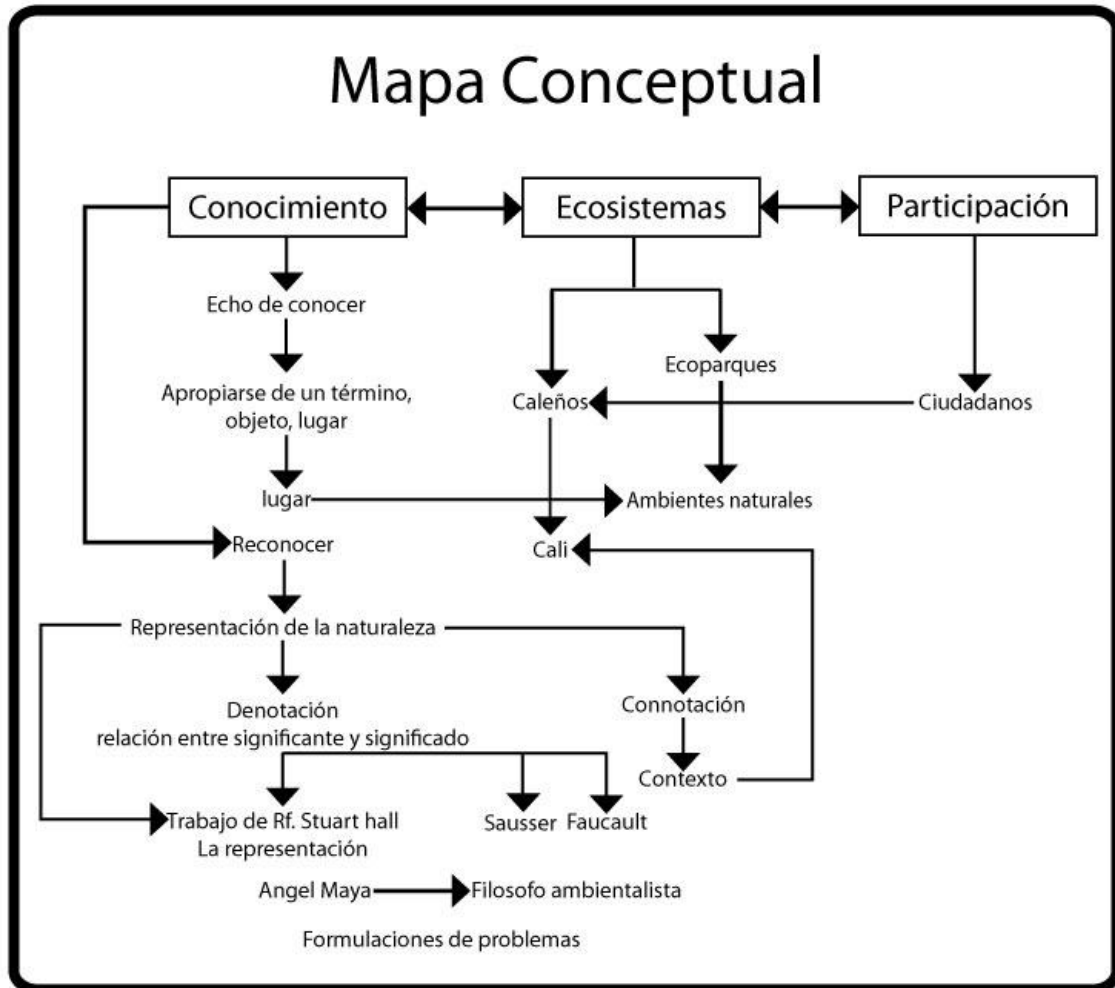 Mapa Conceptual
Conocimiento
Ecosistemas
Participación
Echo de conocer
Ecoparques
Apropiarse de un término,
objeto, lugar
Caleños
Ciudadanos
lugar
Ambientes naturales
Reconocer
Cali
Representación de la naturaleza
Denotación
relación entre significante y significado
Connotación
Contexto
Trabajo de Rf. Stuart hall
La representación
Sausser
Faucault
Angel Maya
Filosofo ambientalista
Formulaciones de problemas